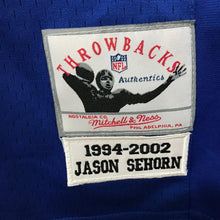 THROWBACKS
NFL
Authentics
NOSTALGIA CO.
Mitchell & Ness
PHILADELPHIA, PA
1994-2002
JASON SEHORN